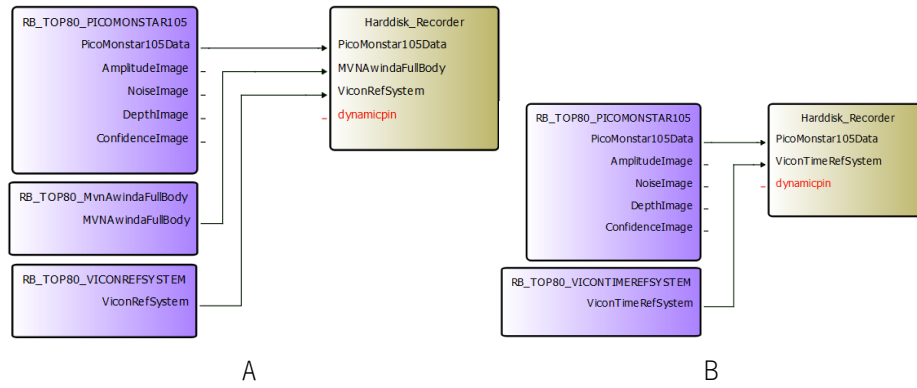 RB_TOP80_PICOMONSTAR105
PicoMonstar105Data
AmplitudeImage
NoiseImage
DepthImage
ConfidenceImage
RB_TOP80_MvnAwindaFullBody
MVNAwindaFullBody
RB_TOP80_VICONREFSYSTEM
ViconRefSystem
Harddisk_Recorder
PicoMonstar105Data
MVNAwindaFullBody
ViconRefSystem
dynamicpin
A
RB_TOP80_PICOMONSTAR105
PicoMonstar105Data
AmplitudeImage
NoiseImage
DepthImage
ConfidenceImage
RB_TOP80_VICONTIMEREFSYSTEM
ViconTimeRefSystem
Harddisk_Recorder
PicoMonstar105Data
ViconTimeRefSystem
dynamicpin
B